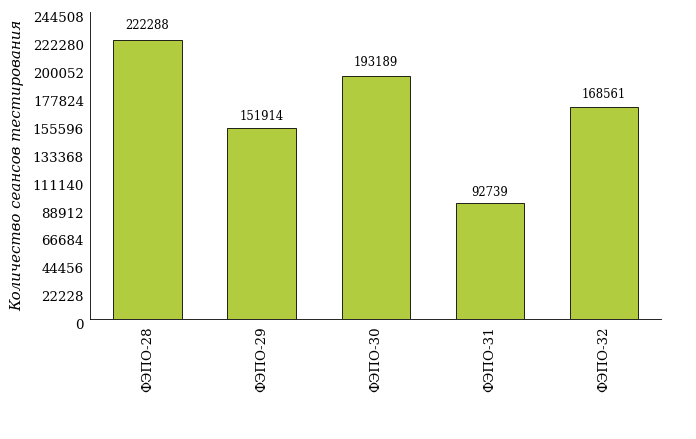 Количество сеансов тестирования
244508
222280
200052
177824
155596
133368
111140
88912
66684
44456
22228
0
222288
151914
193189
92739
168561
ФЭПО-28
ФЭПО-29
ФЭПО-30
ФЭПО-31
ФЭПО-32